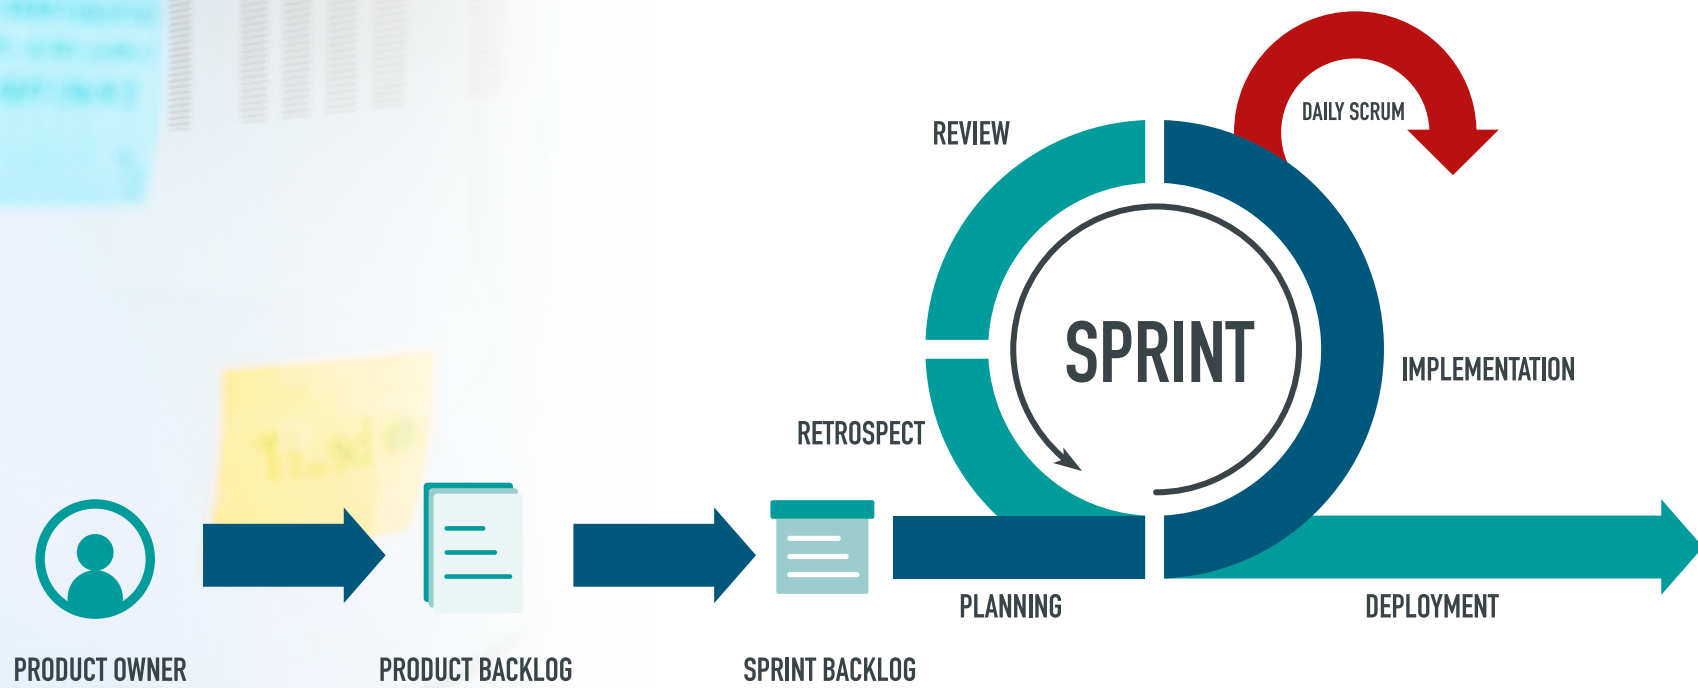 DAILY SCRUM
REVIEW
SPRINT
IMPLEMENTATION
RETROSPECT
PLANNING
DEPLOYMENT
PRODUCT OWNER
PRODUCT BACKLOG
SPRINT BACKLOG